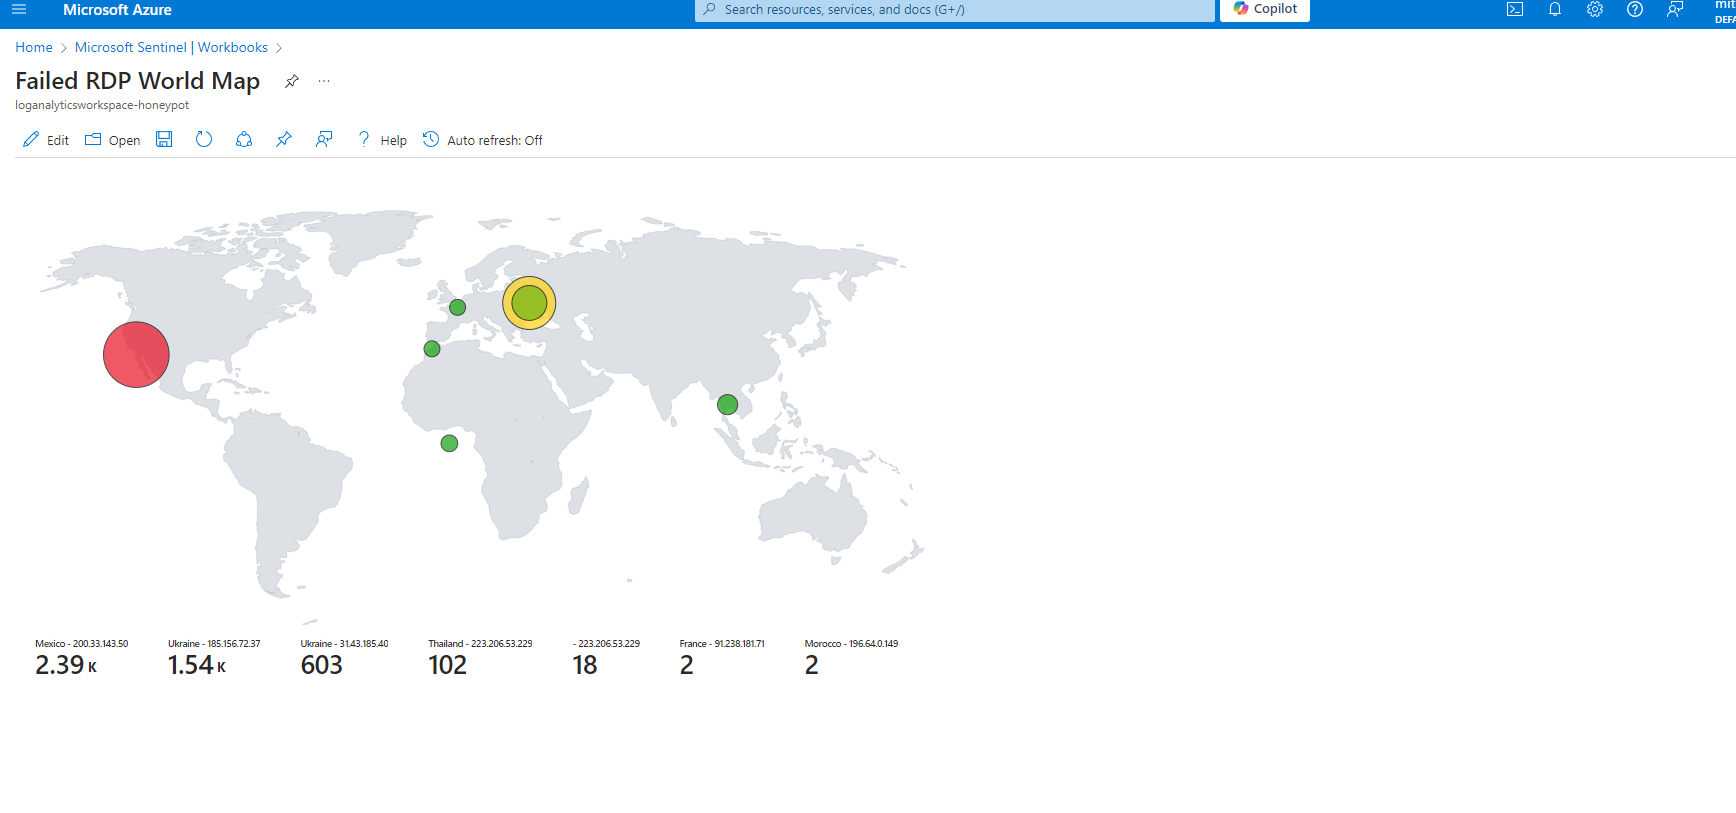 Microsoft Azure
Search resources, services, and docs (G+/)
Copilot
Home > Microsoft Sentinel | Workbooks >
Failed RDP World Map ...
loganalyticsworkspace-honeypot
Edit Open Help Auto refresh: Off
Mexico - 200.33.143.50
2.39 K
Ukraine - 185.156.72.37
1.54 K
Ukraine - 31.43.185.40
603
Thailand - 223.206.53.229
102
- 223.206.53.229
18
France - 91.238.181.71
2
Morocco - 196.64.0.149
2